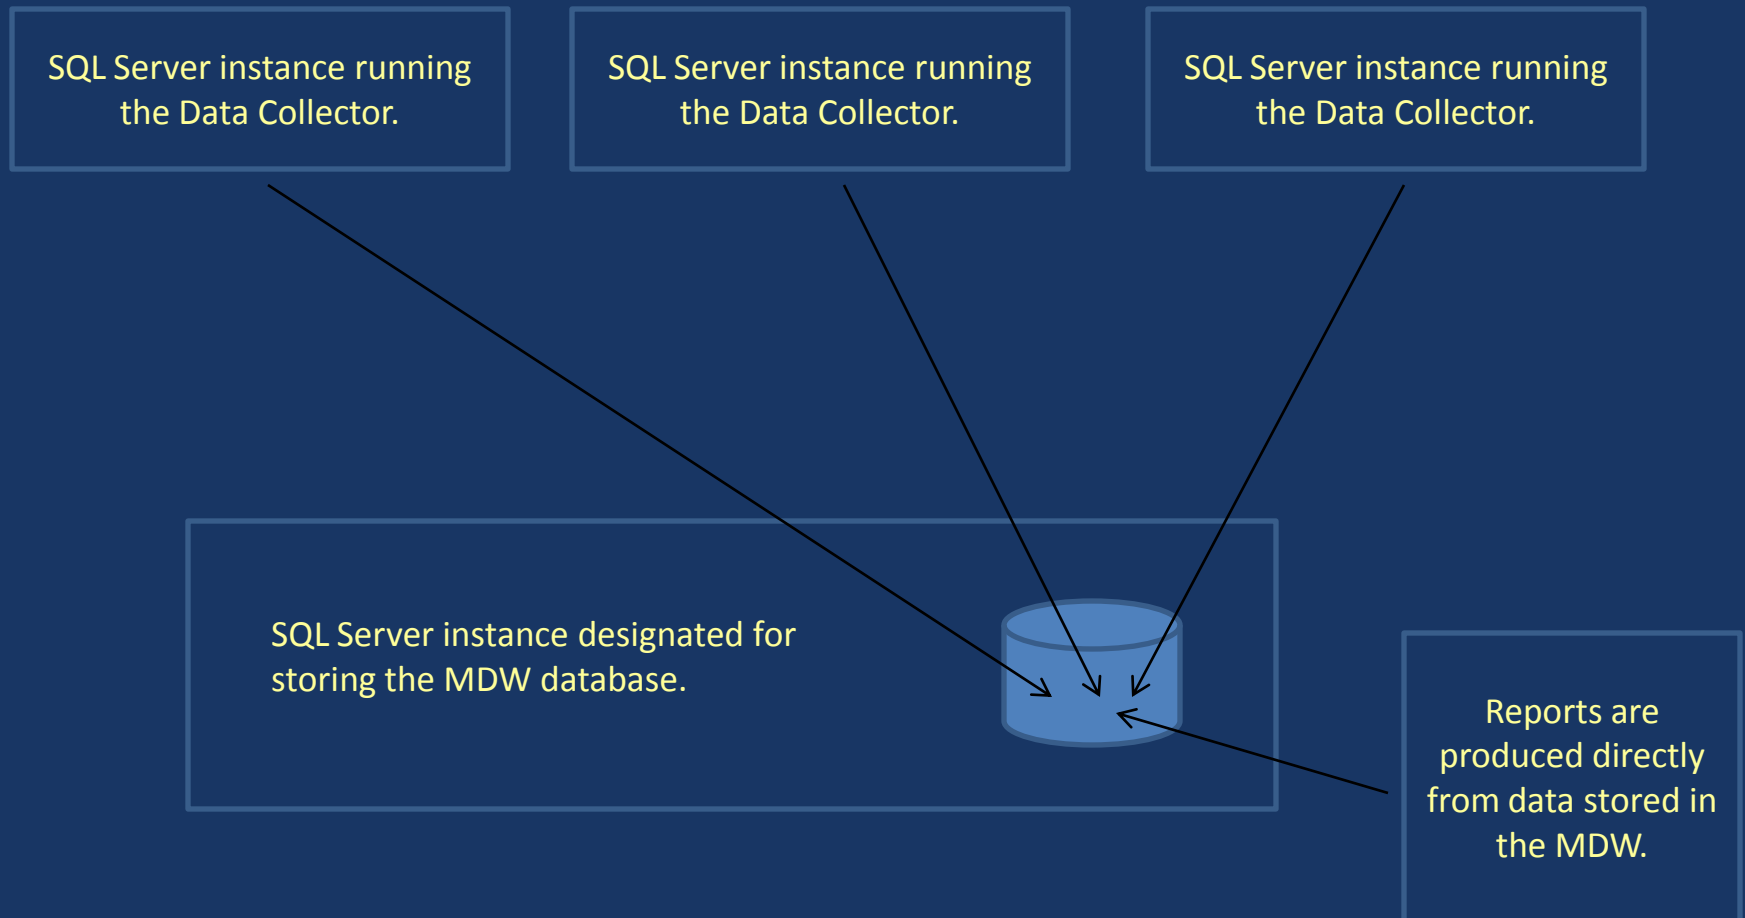 SQL Server instance running
the Data Collector.
SQL Server instance running
the Data Collector.
SQL Server instance running
the Data Collector.
SQL Server instance designated for
storing the MDW database.
Reports are
produced directly
from data stored in
the MDW.